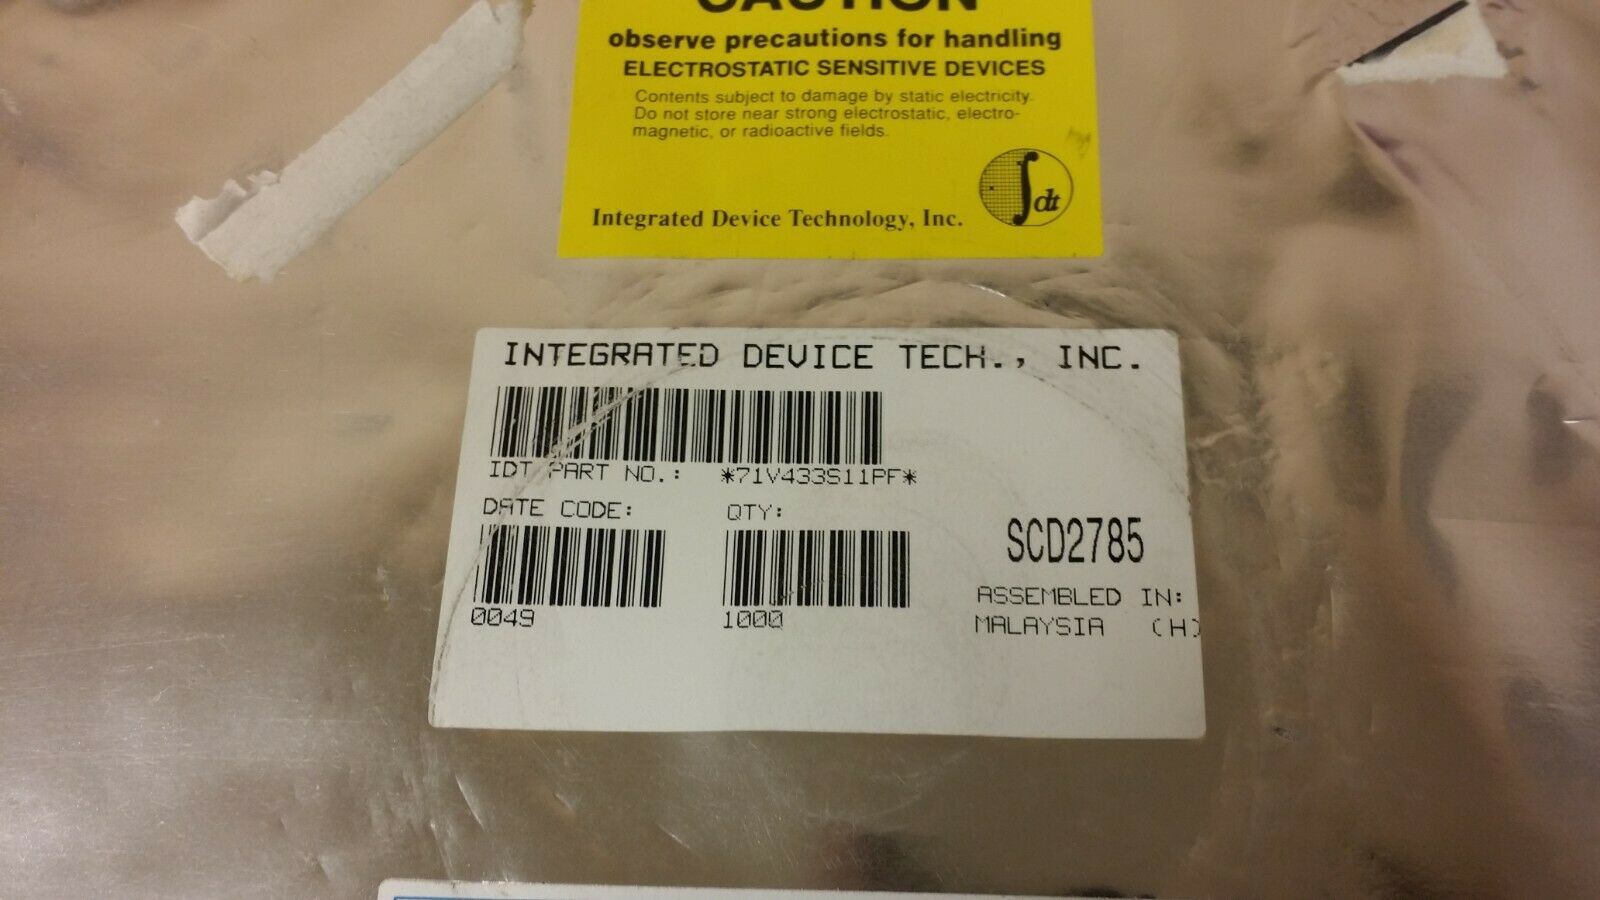 CAUTION
observe precautions for handling
ELECTROSTATIC SENSITIVE DEVICES
Contents subject to damage by static electricity.
Do not store near strong electrostatic, electro-
magnetic, or radioactive fields.
Integrated Device Technology, Inc.
dt
INTEGRATED DEVICE TECH., INC.
IDT PART NO.: *71V433S11PF*
DATE CODE: QTY:
SCD2785
0049 1000
ASSEMBLED IN:
MALAYSIA (H)